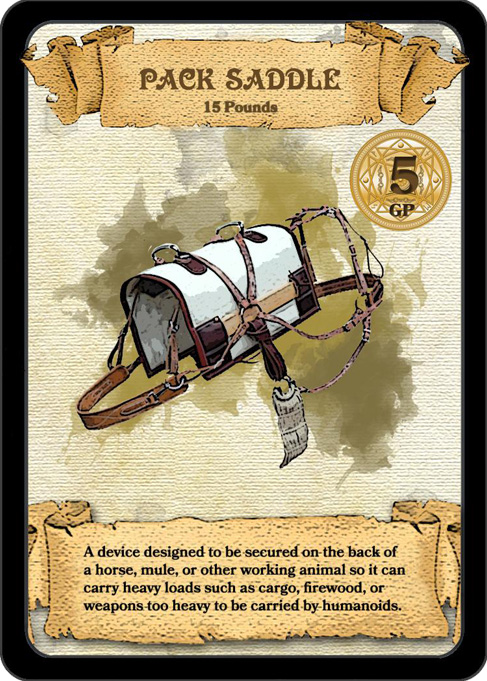 PACK SADDLE
15 Pounds
5
GP
A device designed to be secured on the back of
a horse, mule, or other working animal so it can
carry heavy loads such as cargo, firewood, or
weapons too heavy to be carried by humanoids.